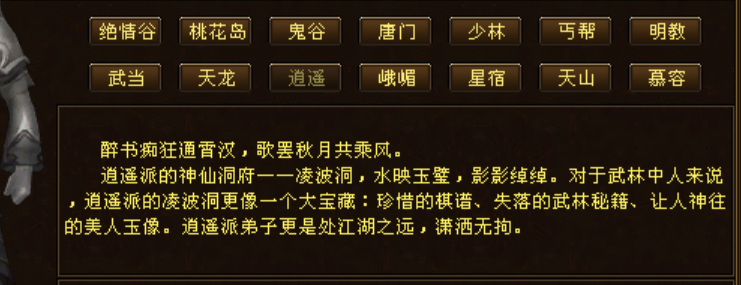 绝情谷 桃花岛 鬼谷 唐门 少林 丐帮 明教
武当 天龙 逍遥 峨嵋 星宿 天山 慕容
醉书痴狂通霄汉，歌罢秋月共乘风。
逍遥派的神仙洞府一一凌波洞，水映玉璧，影影绰绰。对于武林中人来说
，逍遥派的凌波洞更像一个大宝藏：珍惜的棋谱、失落的武林秘籍、让人神往
的美人玉像。逍遥派弟子更是处江湖之远，潇洒无拘。